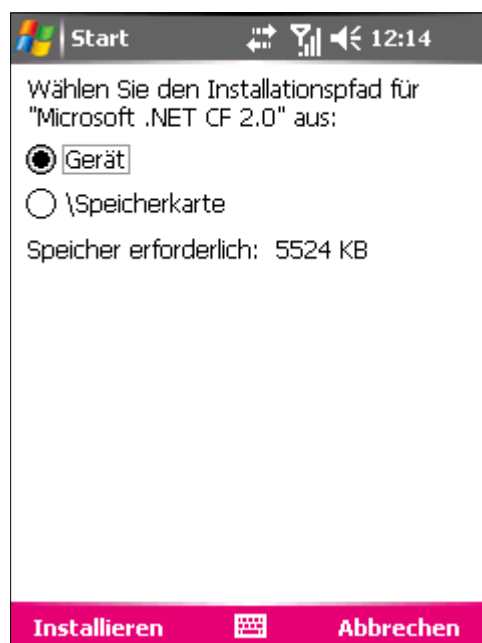 Start 12:14
Wählen Sie den Installationspfad für
"Microsoft .NET CF 2.0" aus:
Gerät
\Speicherkarte
Speicher erforderlich: 5524 KB
Installieren Abbrechen